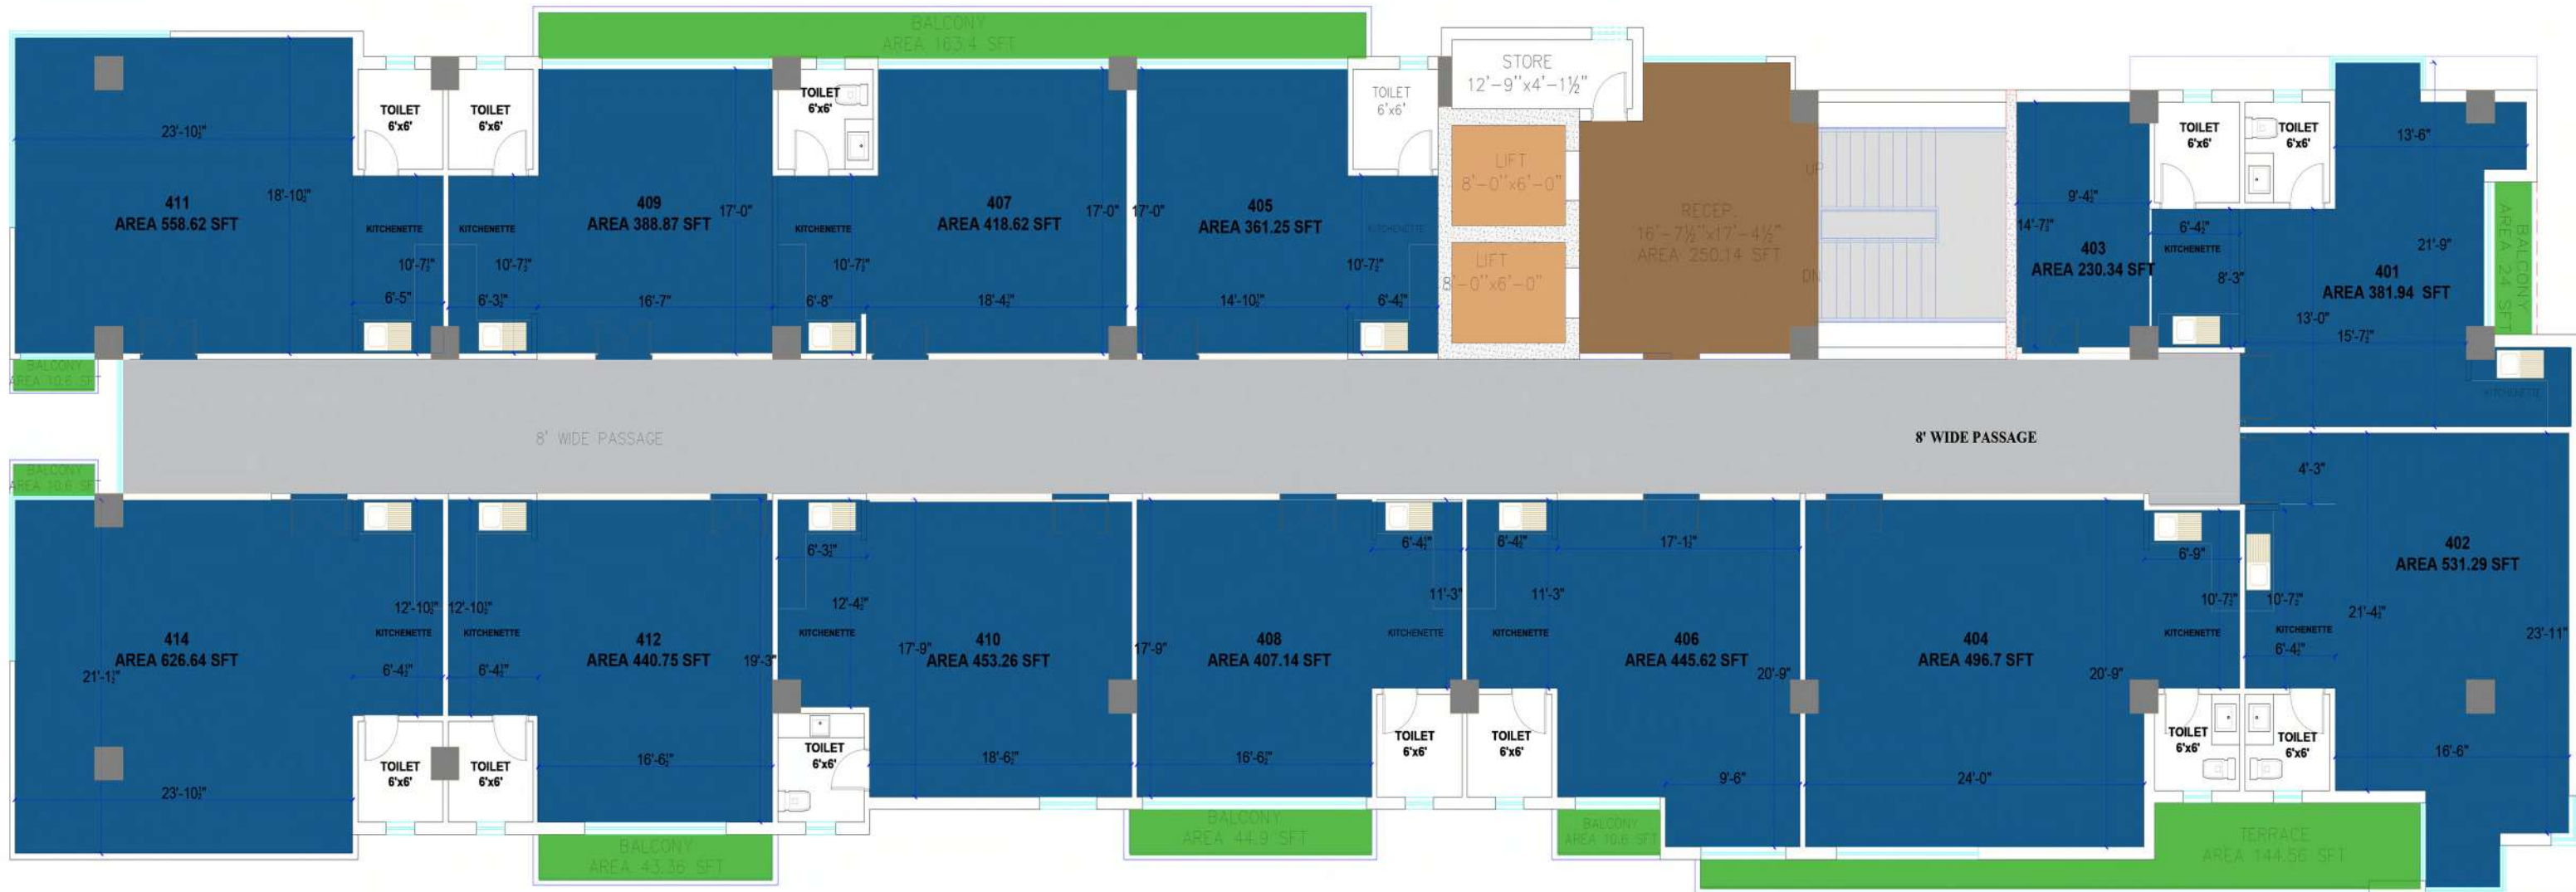 BALCONY
AREA 163.4 SFT
STORE
12'-9"x4'-1½"
TOILET
6'x6'
TOILET
6'x6'
TOILET
6'x6'
TOILET
6'x6'
TOILET
6'x6'
TOILET
6'x6'
LIFT
8'-0"x6'-0"
LIFT
8'-0"x6'-0"
RECEP.
16'-7½"x17'-4½"
AREA 250.14 SFT
UP
DN
23'-10½"
18'-10½"
411
AREA 558.62 SFT
KITCHENETTE
10'-7½"
6'-5"
KITCHENETTE
10'-7½"
6'-3½"
409
AREA 388.87 SFT
17'-0"
16'-7"
KITCHENETTE
10'-7½"
6'-8"
407
AREA 418.62 SFT
17'-0"
18'-4½"
17'-0"
405
AREA 361.25 SFT
14'-10½"
KITCHENETTE
10'-7½"
6'-4½"
9'-4½"
14'-7½"
403
AREA 230.34 SFT
6'-4½"
KITCHENETTE
8'-3"
13'-6"
21'-9"
401
AREA 381.94 SFT
13'-0"
15'-7½"
KITCHENETTE
BALCONY
AREA 24 SFT
BALCONY
AREA 10.6 SFT
8' WIDE PASSAGE
8' WIDE PASSAGE
BALCONY
AREA 10.6 SFT
4'-3"
414
AREA 626.64 SFT
21'-1½"
23'-10½"
12'-10½"
KITCHENETTE
6'-4½"
TOILET
6'x6'
12'-10½"
KITCHENETTE
6'-4½"
TOILET
6'x6'
412
AREA 440.75 SFT
19'-3"
16'-6½"
BALCONY
AREA 43.36 SFT
6'-3½"
12'-4½"
KITCHENETTE
TOILET
6'x6'
17'-9"
410
AREA 453.26 SFT
18'-6½"
17'-9"
408
AREA 407.14 SFT
16'-6½"
BALCONY
AREA 44.9 SFT
6'-4½"
11'-3"
KITCHENETTE
TOILET
6'x6'
6'-4½"
11'-3"
KITCHENETTE
TOILET
6'x6'
17'-1½"
406
AREA 445.62 SFT
20'-9"
9'-6"
BALCONY
AREA 10.6 SFT
404
AREA 496.7 SFT
20'-9"
24'-0"
6'-9"
10'-7½"
KITCHENETTE
TOILET
6'x6'
10'-7½"
KITCHENETTE
6'-4½"
TOILET
6'x6'
402
AREA 531.29 SFT
21'-4½"
23'-11"
16'-6"
TERRACE
AREA 144.56 SFT